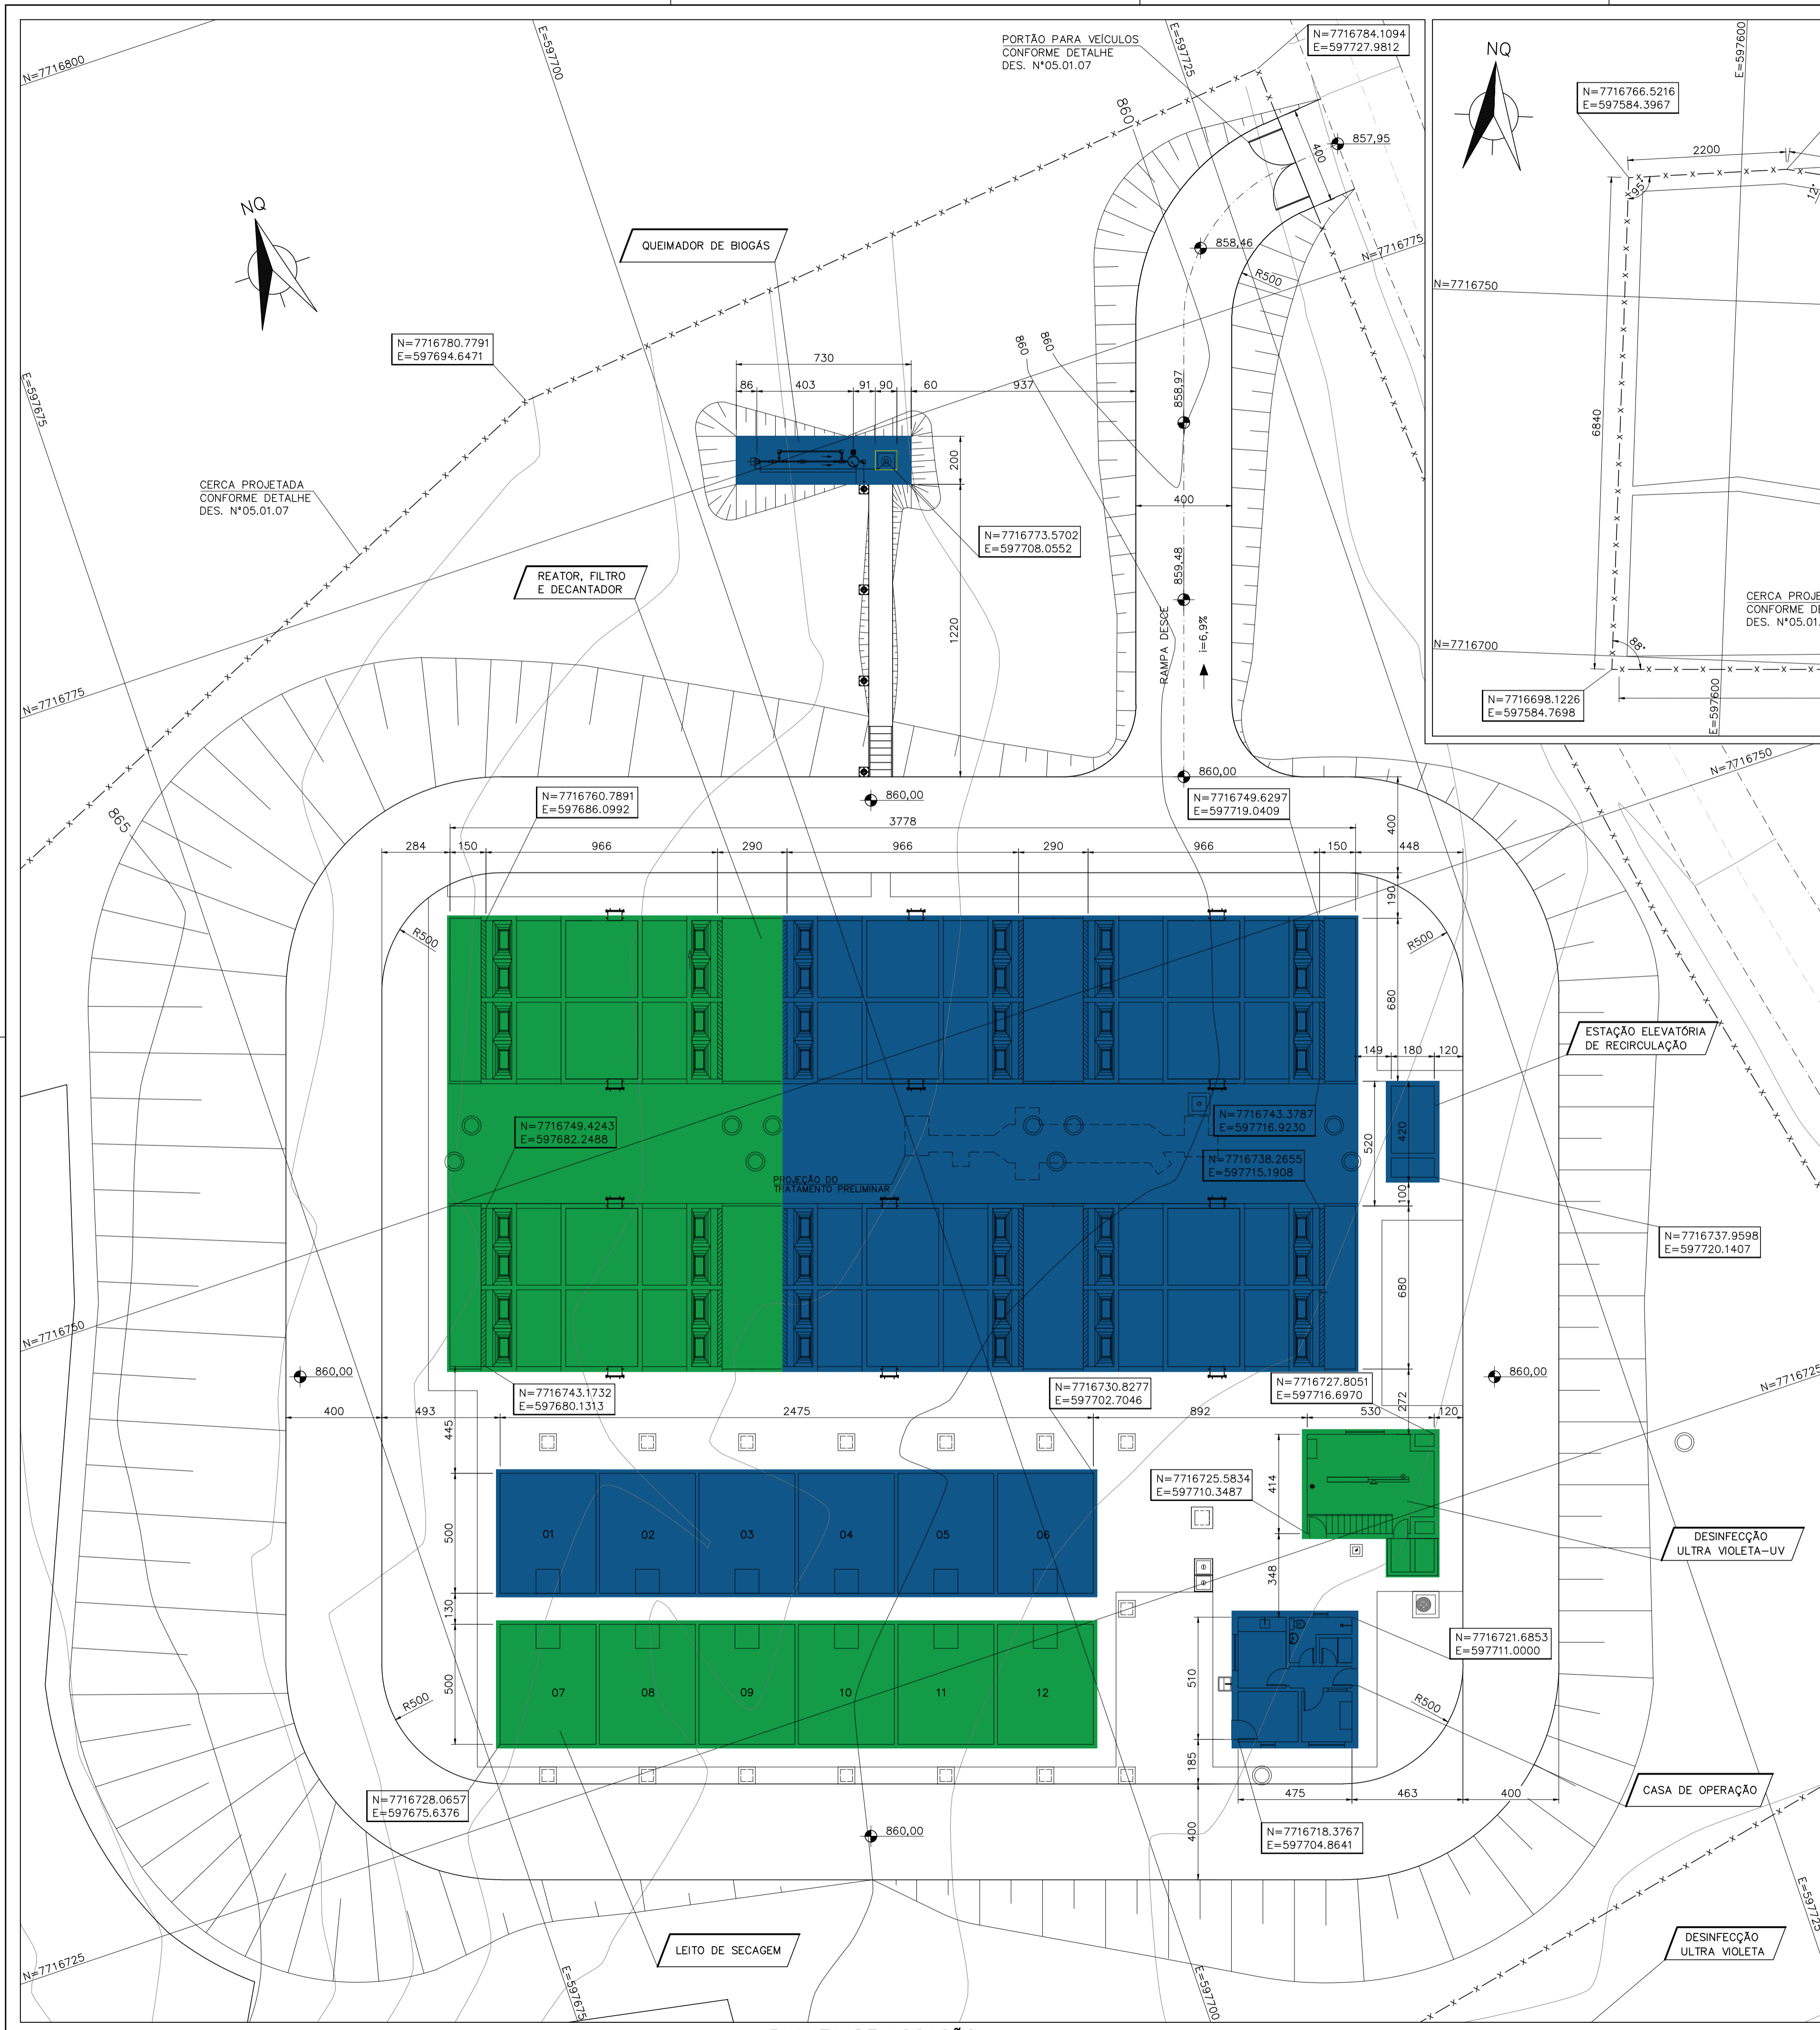 N=7716800
E=597700
PORTÃO PARA VEÍCULOS
CONFORME DETALHE
DES. N°05.01.07
E=597725
N=7716784.1094
E=597727.9812
860
400
857,95
858,46
R500
N=7716775
NQ
QUEIMADOR DE BIOGÁS
N=7716780.7791
E=597694.6471
E=597675
730
86
403
91
90
60
937
860
860
858,97
200
400
CERCA PROJETADA
CONFORME DETALHE
DES. N°05.01.07
N=7716773.5702
E=597708.0552
REATOR, FILTRO
E DECANTADOR
859,48
1220
RAMPA DESCE
i=6,9%
N=7716775
NQ
E=597600
N=7716766.5216
E=597584.3967
2200
95°
12°
N=7716750
6840
CERCA PROJE
CONFORME DE
DES. N°05.01.
N=7716700
88°
N=7716698.1226
E=597584.7698
E=597600
N=7716750
860,00
860,00
865
N=7716760.7891
E=597686.0992
N=7716749.6297
E=597719.0409
3778
400
284
150
966
290
966
290
966
150
448
190
R500
R500
680
ESTAÇÃO ELEVATÓRIA
DE RECIRCULAÇÃO
149
180
120
N=7716749.4243
E=597682.2488
N=7716743.3787
E=597716.9230
420
520
N=7716738.2655
E=597715.1908
PROJEÇÃO DO
TRATAMENTO PRELIMINAR
100
N=7716737.9598
E=597720.1407
680
N=7716750
860,00
860,00
N=7716725
N=7716743.1732
E=597680.1313
N=7716730.8277
E=597702.7046
N=7716727.8051
E=597716.6970
272
400
493
2475
892
530
120
445
N=7716725.5834
E=597710.3487
414
500
01
02
03
04
05
06
DESINFECÇÃO
ULTRA VIOLETA-UV
348
130
N=7716721.6853
E=597711.0000
500
07
08
09
10
11
12
510
R500
R500
185
475
463
400
CASA DE OPERAÇÃO
N=7716728.0657
E=597675.6376
860,00
N=7716718.3767
E=597704.8641
400
E=597725
LEITO DE SECAGEM
DESINFECÇÃO
ULTRA VIOLETA
N=7716725
E=597675
E=597700